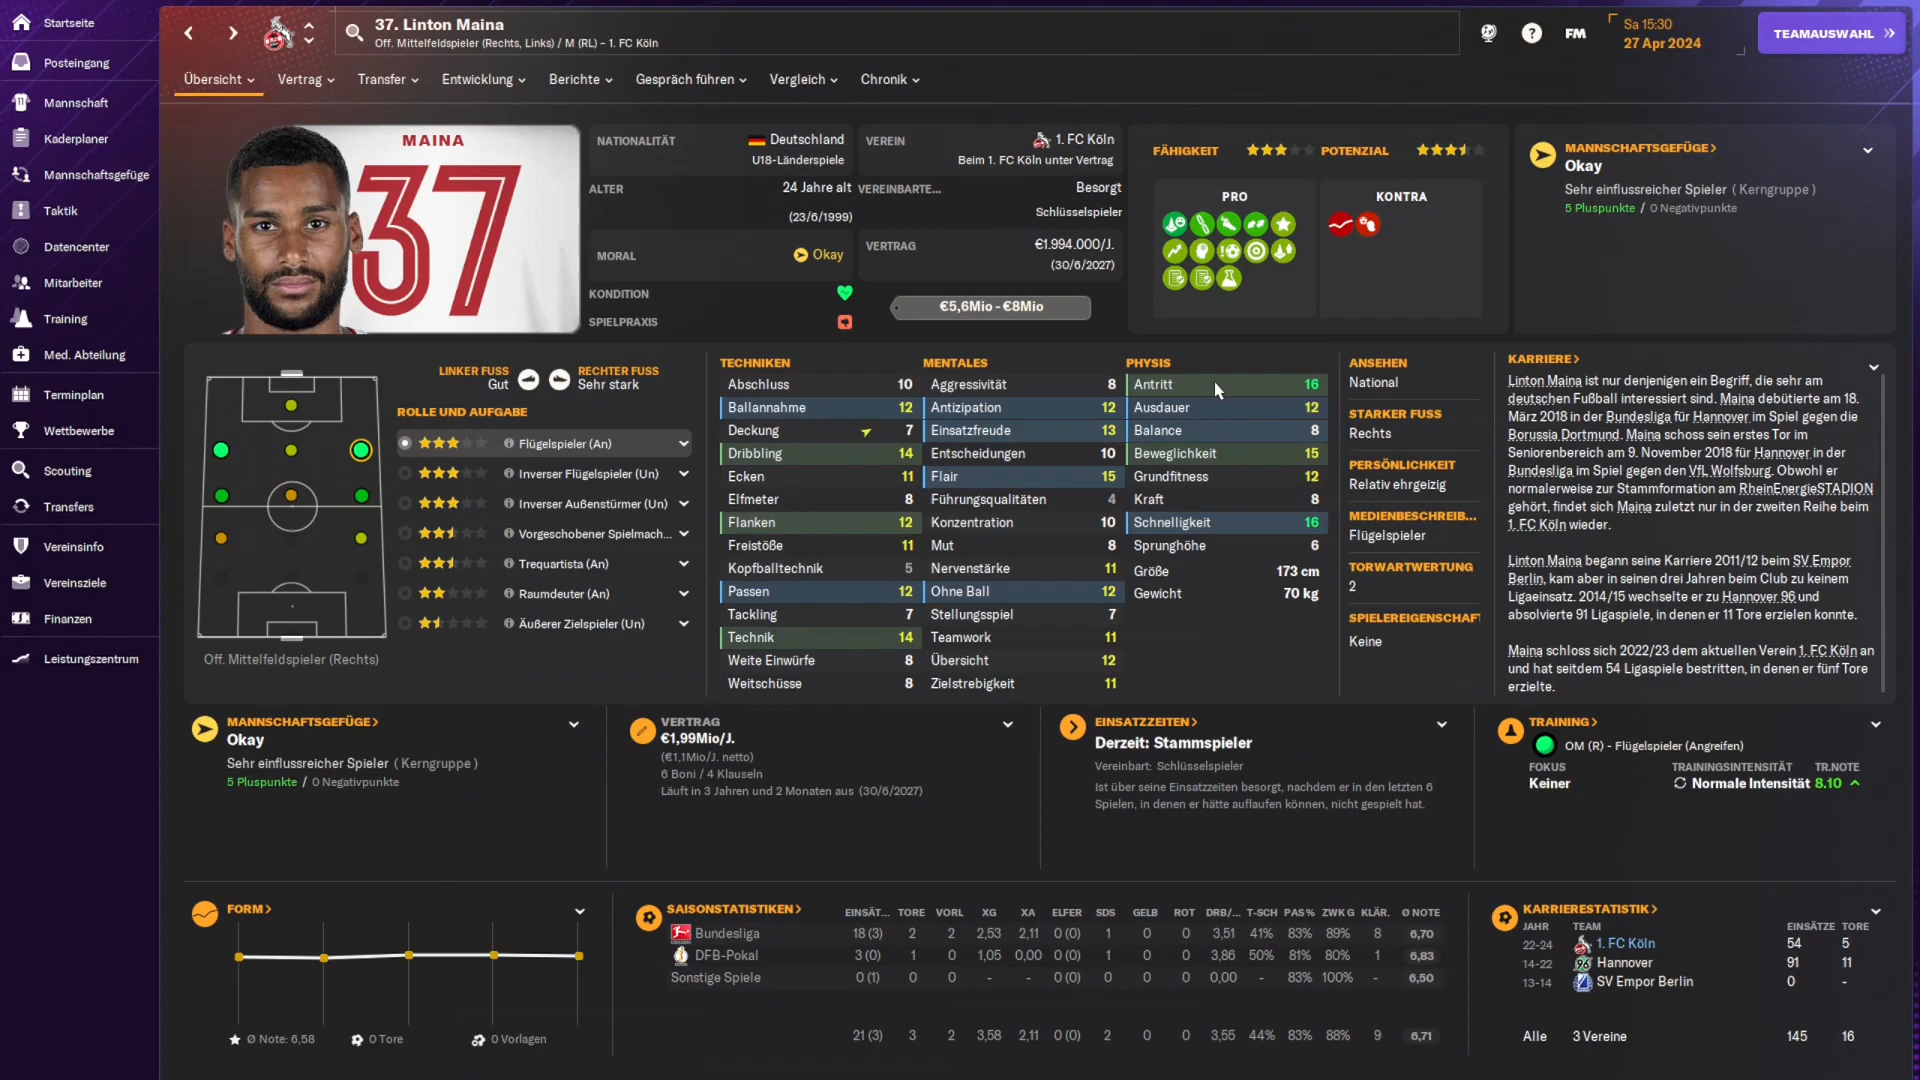 Startseite
Posteingang
Mannschaft
Kaderplaner
Mannschaftsgefüge
Taktik
Datencenter
Mitarbeiter
Training
Med. Abteilung
Terminplan
Wettbewerbe
Scouting
Transfers
Vereinsinfo
Vereinsziele
Finanzen
Leistungszentrum
37. Linton Maina
Off. Mittelfeldspieler (Rechts, Links) / M (RL) – 1. FC Köln
FM
Sa 15:30
27 Apr 2024
TEAMAUSWAHL
Übersicht Vertrag Transfer Entwicklung Berichte Gespräch führen Vergleich Chronik
MAINA
37
NATIONALITÄT Deutschland
U18-Länderspiele
ALTER 24 Jahre alt
(23/6/1999)
MORAL Okay
KONDITION
SPIELPRAXIS
VEREIN 1. FC Köln
Beim 1. FC Köln unter Vertrag
VEREINBARTE... Besorgt
Schlüsselspieler
VERTRAG €1.994.000/J.
(30/6/2027)
€5,6Mio - €8Mio
FÄHIGKEIT POTENZIAL
PRO KONTRA
MANNSCHAFTSGEFÜGE
Okay
Sehr einflussreicher Spieler ( Kerngruppe )
5 Pluspunkte / 0 Negativpunkte
LINKER FUSS RECHTER FUSS
Gut Sehr stark
ROLLE UND AUFGABE
Flügelspieler (An)
Inverser Flügelspieler (Un)
Inverser Außenstürmer (Un)
Vorgeschobener Spielmach...
Trequartista (An)
Raumdeuter (An)
Äußerer Zielspieler (Un)
Off. Mittelfeldspieler (Rechts)
TECHNIKEN
Abschluss 10
Ballannahme 12
Deckung 7
Dribbling 14
Ecken 11
Elfmeter 8
Flanken 12
Freistöße 11
Kopfballtechnik 5
Passen 12
Tackling 7
Technik 14
Weite Einwürfe 8
Weitschüsse 8
MENTALES
Aggressivität 8
Antizipation 12
Einsatzfreude 13
Entscheidungen 10
Flair 15
Führungsqualitäten 4
Konzentration 10
Mut 8
Nervenstärke 11
Ohne Ball 12
Stellungsspiel 7
Teamwork 11
Übersicht 12
Zielstrebigkeit 11
PHYSIS
Antritt 16
Ausdauer 12
Balance 8
Beweglichkeit 15
Grundfitness 12
Kraft 8
Schnelligkeit 16
Sprunghöhe 6
Größe 173 cm
Gewicht 70 kg
ANSEHEN
National
STARKER FUSS
Rechts
PERSÖNLICHKEIT
Relativ ehrgeizig
MEDIENBESCHREIB...
Flügelspieler
TORWARTWERTUNG
2
SPIELEREIGENSCHAF
Keine
KARRIERE
Linton Maina ist nur denjenigen ein Begriff, die sehr am
deutschen Fußball interessiert sind. Maina debütierte am 18.
März 2018 in der Bundesliga für Hannover im Spiel gegen die
Borussia Dortmund. Maina schoss sein erstes Tor im
Seniorenbereich am 9. November 2018 für Hannover in der
Bundesliga im Spiel gegen den VfL Wolfsburg. Obwohl er
normalerweise zur Stammformation am RheinEnergieSTADION
gehört, findet sich Maina zuletzt nur in der zweiten Reihe beim
1. FC Köln wieder.
Linton Maina begann seine Karriere 2011/12 beim SV Empor
Berlin, kam aber in seinen drei Jahren beim Club zu keinem
Ligaeinsatz. 2014/15 wechselte er zu Hannover 96 und
absolvierte 91 Ligaspiele, in denen er 11 Tore erzielen konnte.
Maina schloss sich 2022/23 dem aktuellen Verein 1. FC Köln an
und hat seitdem 54 Ligaspiele bestritten, in denen er fünf Tore
erzielte.
MANNSCHAFTSGEFÜGE
Okay
Sehr einflussreicher Spieler ( Kerngruppe )
5 Pluspunkte / 0 Negativpunkte
VERTRAG
€1,99Mio/J.
(€1,1Mio/J. netto)
6 Boni / 4 Klauseln
Läuft in 3 Jahren und 2 Monaten aus (30/6/2027)
EINSATZZEITEN
Derzeit: Stammspieler
Vereinbart: Schlüsselspieler
Ist über seine Einsatzzeiten besorgt, nachdem er in den letzten 6
Spielen, in denen er hätte auflaufen können, nicht gespielt hat.
TRAINING
OM (R) - Flügelspieler (Angreifen)
FOKUS TRAININGSINTENSITÄT TR.NOTE
Keiner Normale Intensität 8.10
FORM
Ø Note: 6,58 0 Tore 0 Vorlagen
SAISONSTATISTIKEN EINSÄT... TORE VORL XG XA ELFER SDS GELB ROT DRB/... T-SCH PAS % ZWK G KLÄR. Ø NOTE
Bundesliga 18 (3) 2 2 2,53 2,11 0 (0) 1 0 0 3,51 41% 83% 89% 8 6,70
DFB-Pokal 3 (0) 1 0 1,05 0,00 0 (0) 1 0 0 3,86 50% 81% 80% 1 6,83
Sonstige Spiele 0 (1) 0 0 - - 0 (0) 0 0 0 0,00 - 83% 100% - 6,50
21 (3) 3 2 3,58 2,11 0 (0) 2 0 0 3,55 44% 83% 88% 9 6,71
KARRIERESTATISTIK
JAHR TEAM EINSÄTZE TORE
22-24 1. FC Köln 54 5
14-22 Hannover 91 11
13-14 SV Empor Berlin 0 -
Alle 3 Vereine 145 16